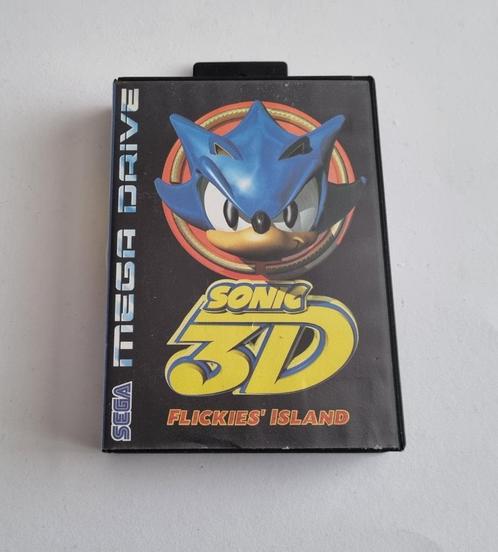 SEGA MEGA DRIVE
SONIC
3D
FLICKIES' ISLAND